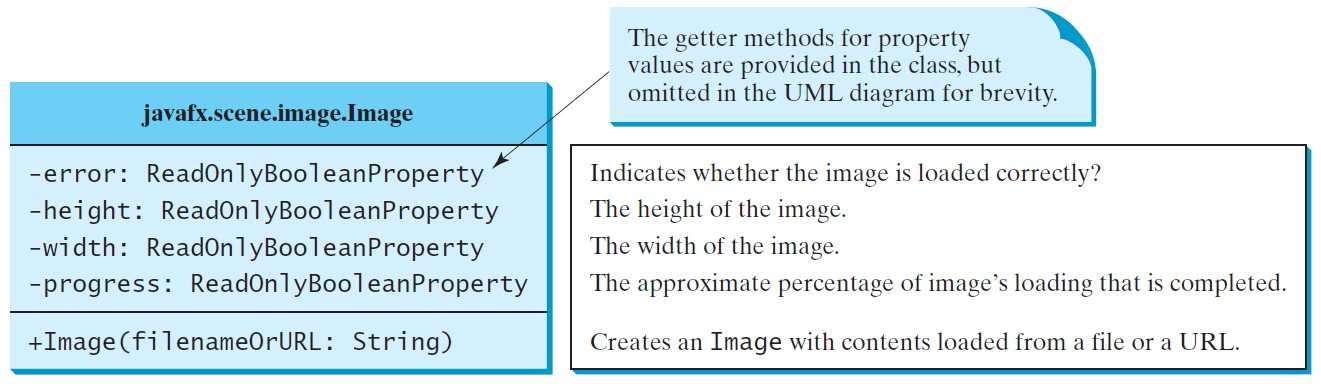 The getter methods for property
values are provided in the class, but
omitted in the UML diagram for brevity.
javafx.scene.image.Image
-error: ReadOnlyBooleanProperty
-height: ReadOnlyBooleanProperty
-width: ReadOnlyBooleanProperty
-progress: ReadOnlyBooleanProperty
+Image(filenameOrURL: String)
Indicates whether the image is loaded correctly?
The height of the image.
The width of the image.
The approximate percentage of image's loading that is completed.
Creates an Image with contents loaded from a file or a URL.